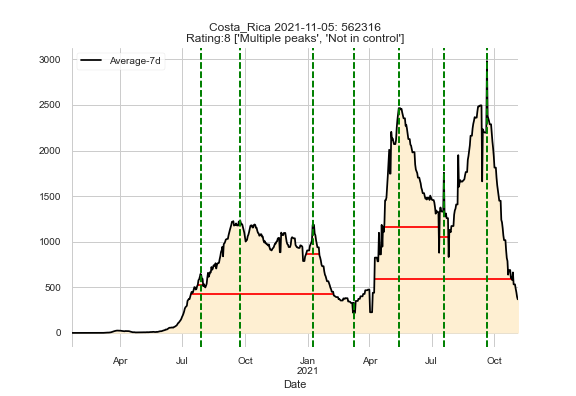 Costa_Rica 2021-11-05: 562316
Rating:8 ['Multiple peaks', 'Not in control']
Average-7d
3000
2500
2000
1500
1000
500
0
Apr
Jul
Oct
Jan
2021
Apr
Jul
Oct
Date